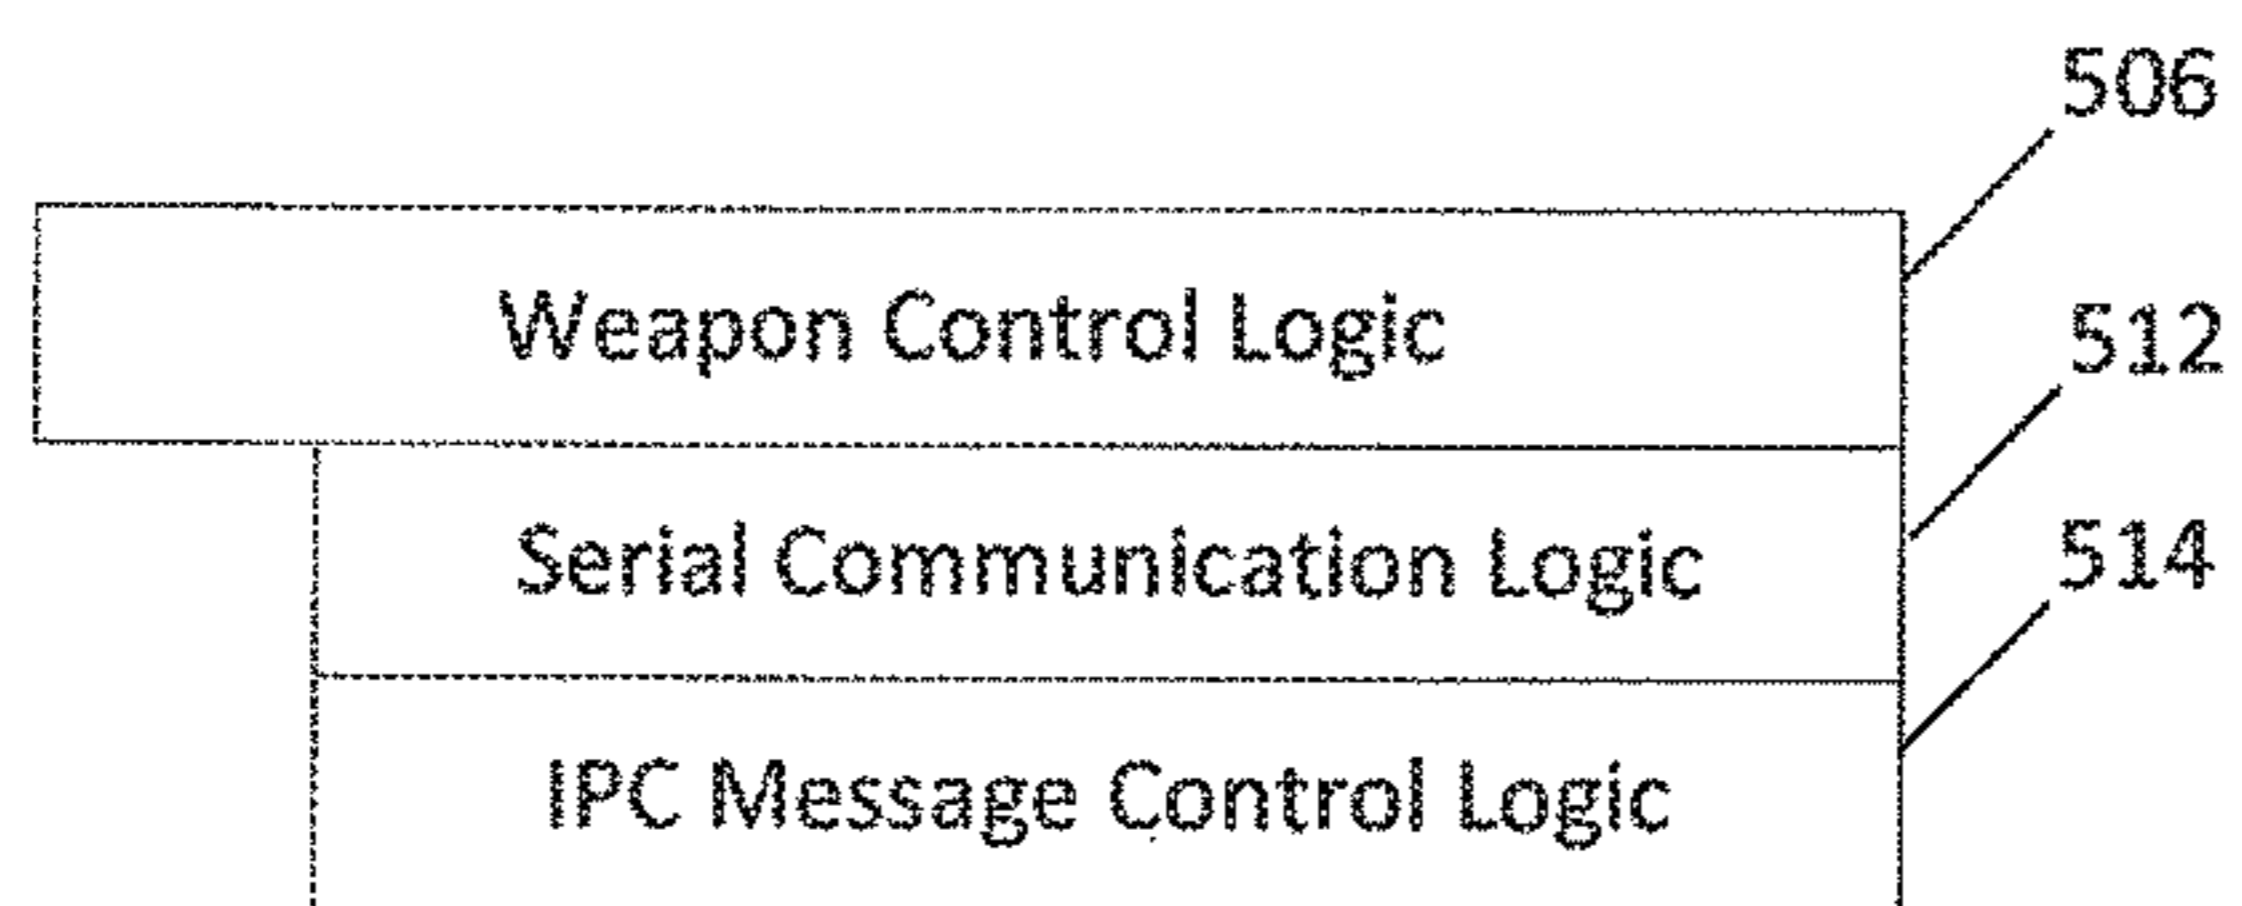 506
Weapon Control Logic
512
Serial Communication Logic
514
IPC Message Control Logic